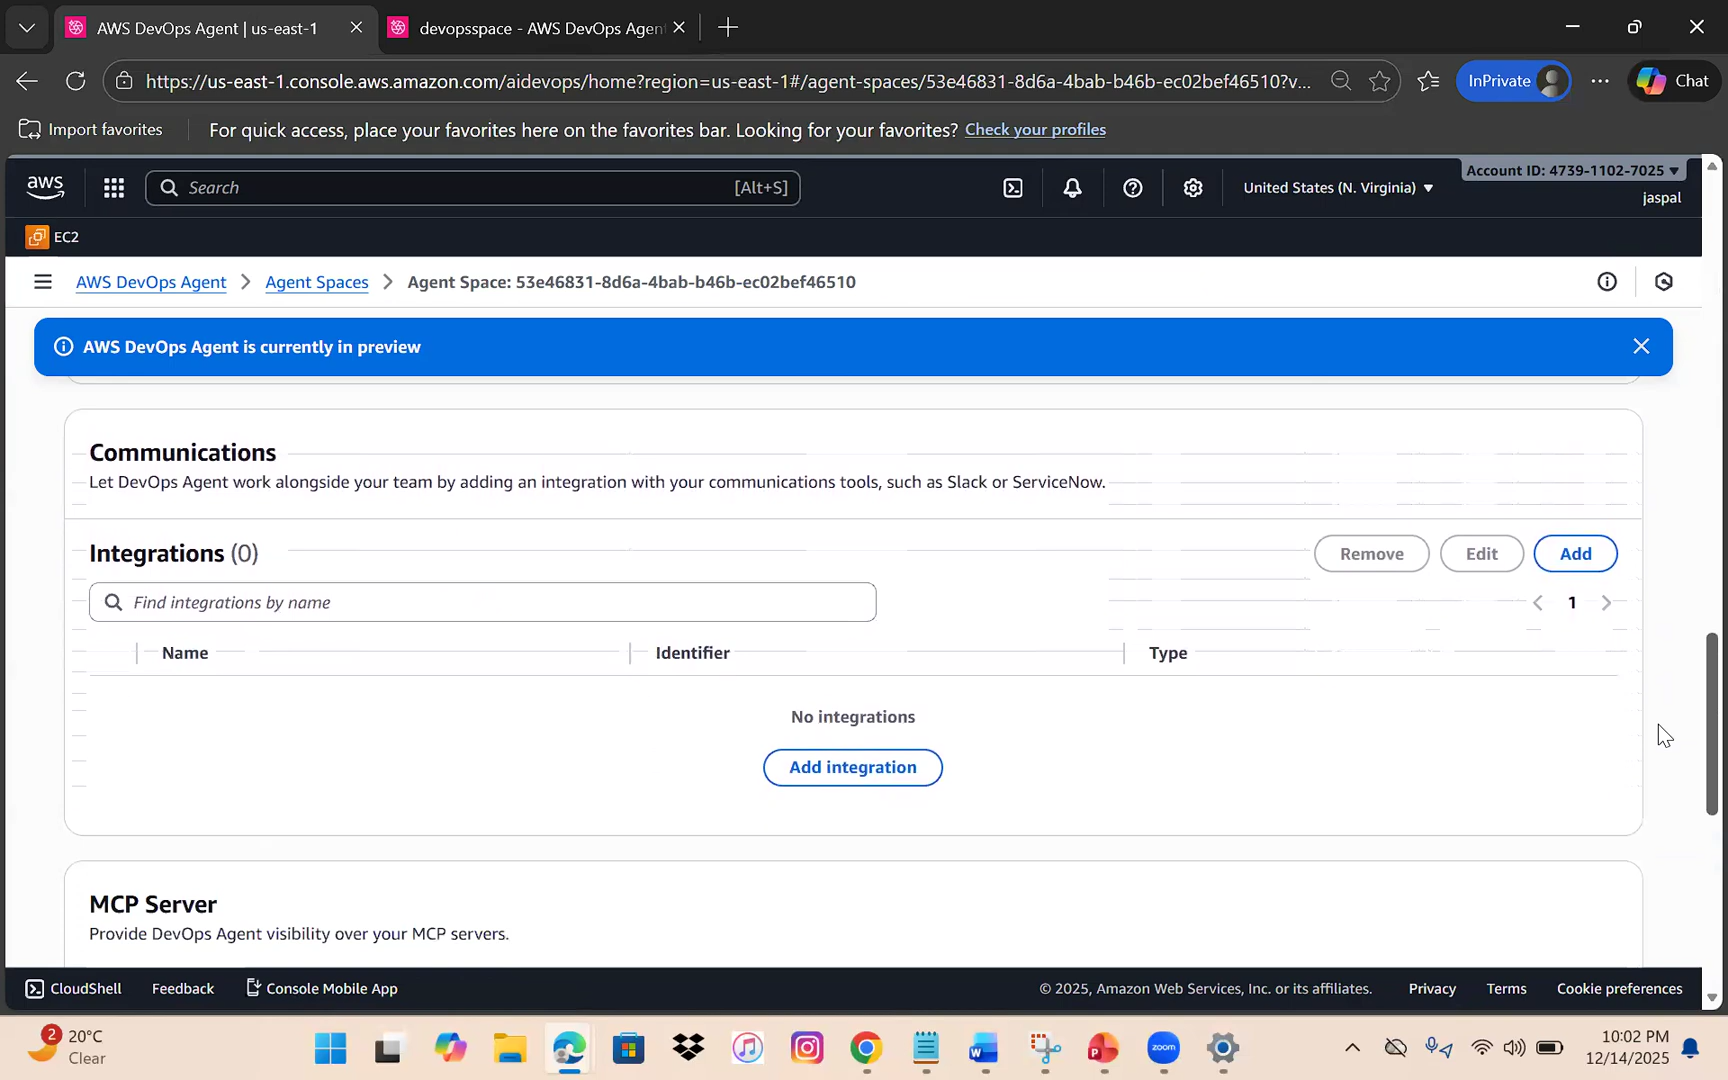 AWS DevOps Agent | us-east-1
devopsspace - AWS DevOps Agen
https://us-east-1.console.aws.amazon.com/aidevops/home?region=us-east-1#/agent-spaces/53e46831-8d6a-4bab-b46b-ec02bef46510?v...
InPrivate
Chat
Import favorites
For quick access, place your favorites here on the favorites bar. Looking for your favorites? Check your profiles
aws
Search
[Alt+S]
United States (N. Virginia)
Account ID: 4739-1102-7025
jaspal
EC2
AWS DevOps Agent
Agent Spaces
Agent Space: 53e46831-8d6a-4bab-b46b-ec02bef46510
AWS DevOps Agent is currently in preview
Communications
Let DevOps Agent work alongside your team by adding an integration with your communications tools, such as Slack or ServiceNow.
Integrations (0)
Remove
Edit
Add
Find integrations by name
1
Name
Identifier
Type
No integrations
Add integration
MCP Server
Provide DevOps Agent visibility over your MCP servers.
CloudShell
Feedback
Console Mobile App
© 2025, Amazon Web Services, Inc. or its affiliates.
Privacy
Terms
Cookie preferences
2
20°C
Clear
W
P
zoom
10:02 PM
12/14/2025